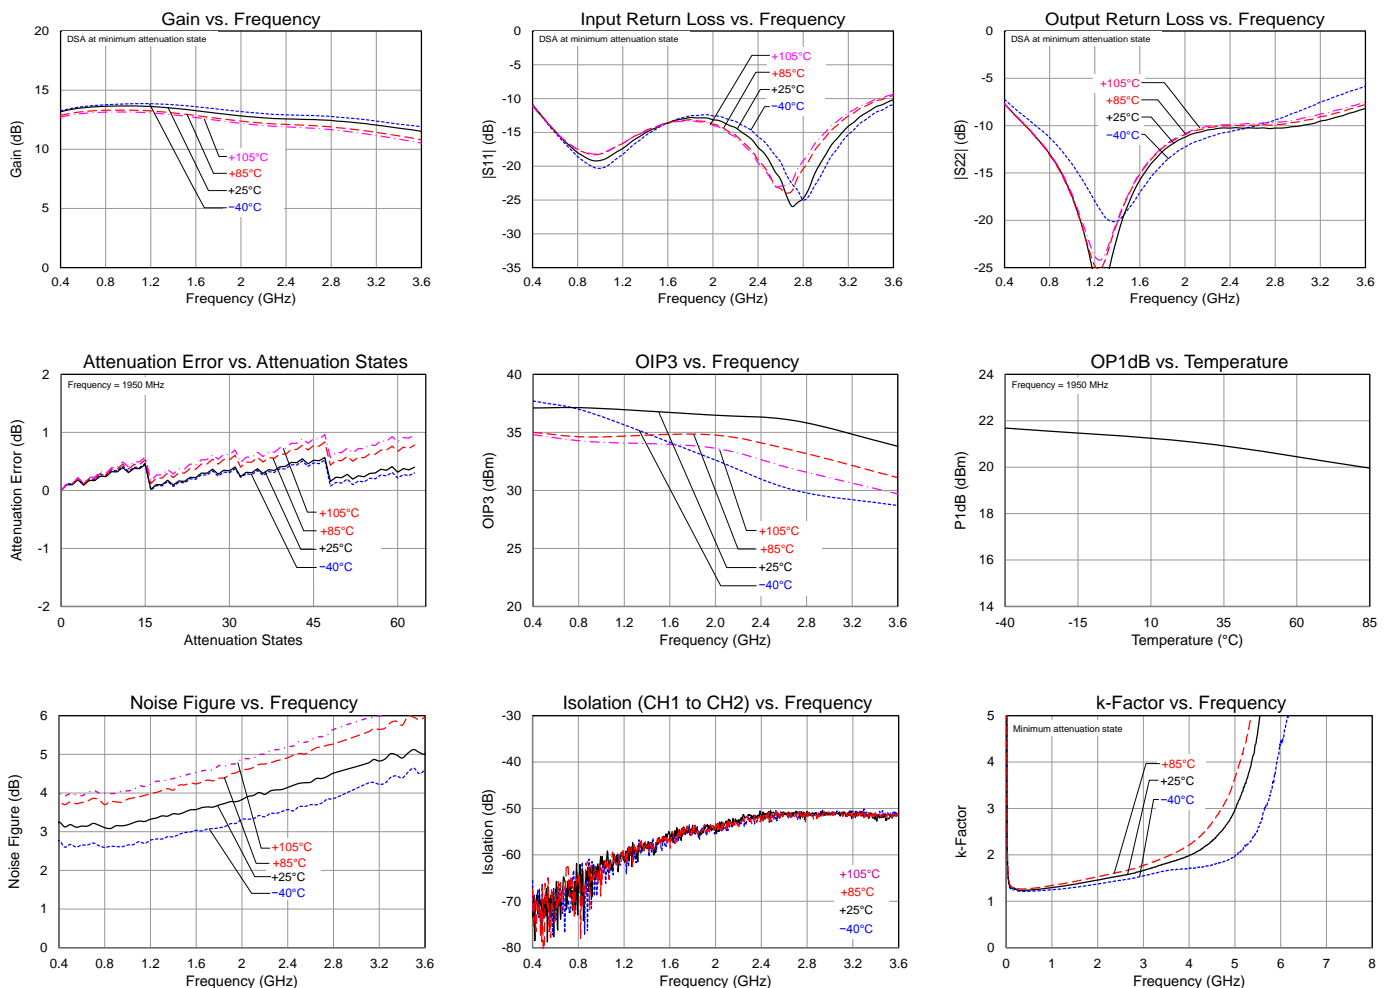 Gain vs. Frequency
DSA at minimum attenuation state
Gain (dB)
20
15
10
5
0
+105°C
+85°C
+25°C
−40°C
0.4 0.8 1.2 1.6 2 2.4 2.8 3.2 3.6
Frequency (GHz)
Input Return Loss vs. Frequency
DSA at minimum attenuation state
|S11| (dB)
0
-5
-10
-15
-20
-25
-30
-35
+105°C
+85°C
+25°C
−40°C
0.4 0.8 1.2 1.6 2 2.4 2.8 3.2 3.6
Frequency (GHz)
Output Return Loss vs. Frequency
DSA at minimum attenuation state
|S22| (dB)
0
-5
-10
-15
-20
-25
+105°C
+85°C
+25°C
−40°C
0.4 0.8 1.2 1.6 2 2.4 2.8 3.2 3.6
Frequency (GHz)
Attenuation Error vs. Attenuation States
Frequency = 1950 MHz
Attenuation Error (dB)
2
1
0
-1
-2
+105°C
+85°C
+25°C
−40°C
0 15 30 45 60
Attenuation States
OIP3 vs. Frequency
OIP3 (dBm)
40
35
30
25
20
+105°C
+85°C
+25°C
−40°C
0.4 0.8 1.2 1.6 2.0 2.4 2.8 3.2 3.6
Frequency (GHz)
OP1dB vs. Temperature
Frequency = 1950 MHz
P1dB (dBm)
24
22
20
18
16
14
-40 -15 10 35 60 85
Temperature (°C)
Noise Figure vs. Frequency
Noise Figure (dB)
6
5
4
3
2
1
0
+105°C
+85°C
+25°C
−40°C
0.4 0.8 1.2 1.6 2 2.4 2.8 3.2 3.6
Frequency (GHz)
Isolation (CH1 to CH2) vs. Frequency
Isolation (dB)
-30
-40
-50
-60
-70
-80
+105°C
+85°C
+25°C
−40°C
0.4 0.8 1.2 1.6 2.0 2.4 2.8 3.2 3.6
Frequency (GHz)
k-Factor vs. Frequency
Minimum attenuation state
k-Factor
5
4
3
2
1
0
+85°C
+25°C
−40°C
0 1 2 3 4 5 6 7 8
Frequency (GHz)